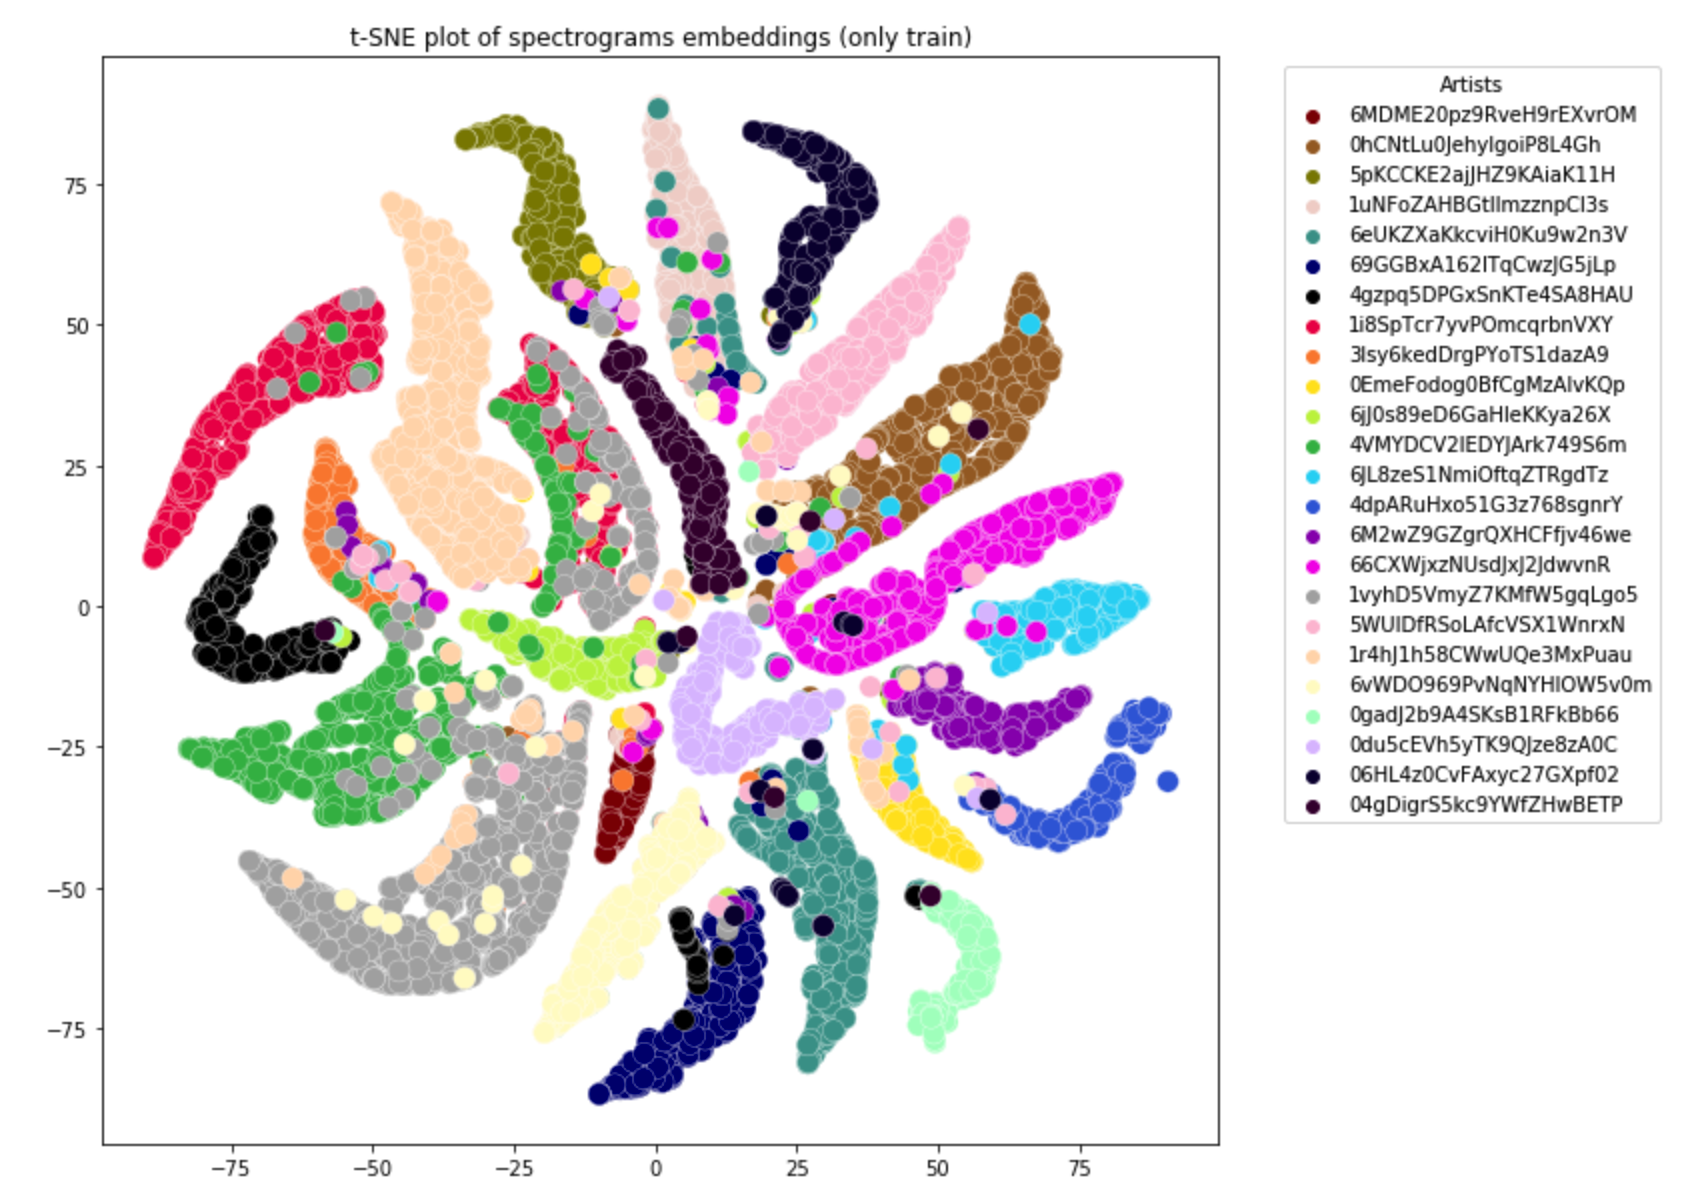 t-SNE plot of spectrograms embeddings (only train)
75
50
25
0
−25
−50
−75
−75
−50
−25
0
25
50
75
Artists
6MDME20pz9RveH9rEXvrOM
0hCNtLu0JehylgoiP8L4Gh
5pKCCKE2ajJHZ9KAiaK11H
1uNFoZAHBGtllmzznpCl3s
6eUKZXaKkcviH0Ku9w2n3V
69GGBxA162lTqCwzJG5jLp
4gzpq5DPGxSnKTe4SA8HAU
1i8SpTcr7yvPOmcqrbnVXY
3lsy6kedDrgPYoTS1dazA9
0EmeFodog0BfCgMzAlvKQp
6jJ0s89eD6GaHleKKya26X
4VMYDCV2lEDYJArk749S6m
6JL8zeS1NmiOftqZTRgdTz
4dpARuHxo51G3z768sgnrY
6M2wZ9GZgrQXHCFfjv46we
66CXWjxzNUsdJxJ2JdwvnR
1vyhD5VmyZ7KMfW5gqLgo5
5WUlDfRSoLAfcVSX1WnrxN
1r4hJ1h58CWwUQe3MxPuau
6vWDO969PvNqNYHIOW5v0m
0gadJ2b9A4SKsB1RFkBb66
0du5cEVh5yTK9QJze8zA0C
06HL4z0CvFAxyc27GXpf02
04gDigrS5kc9YWfZHwBETP